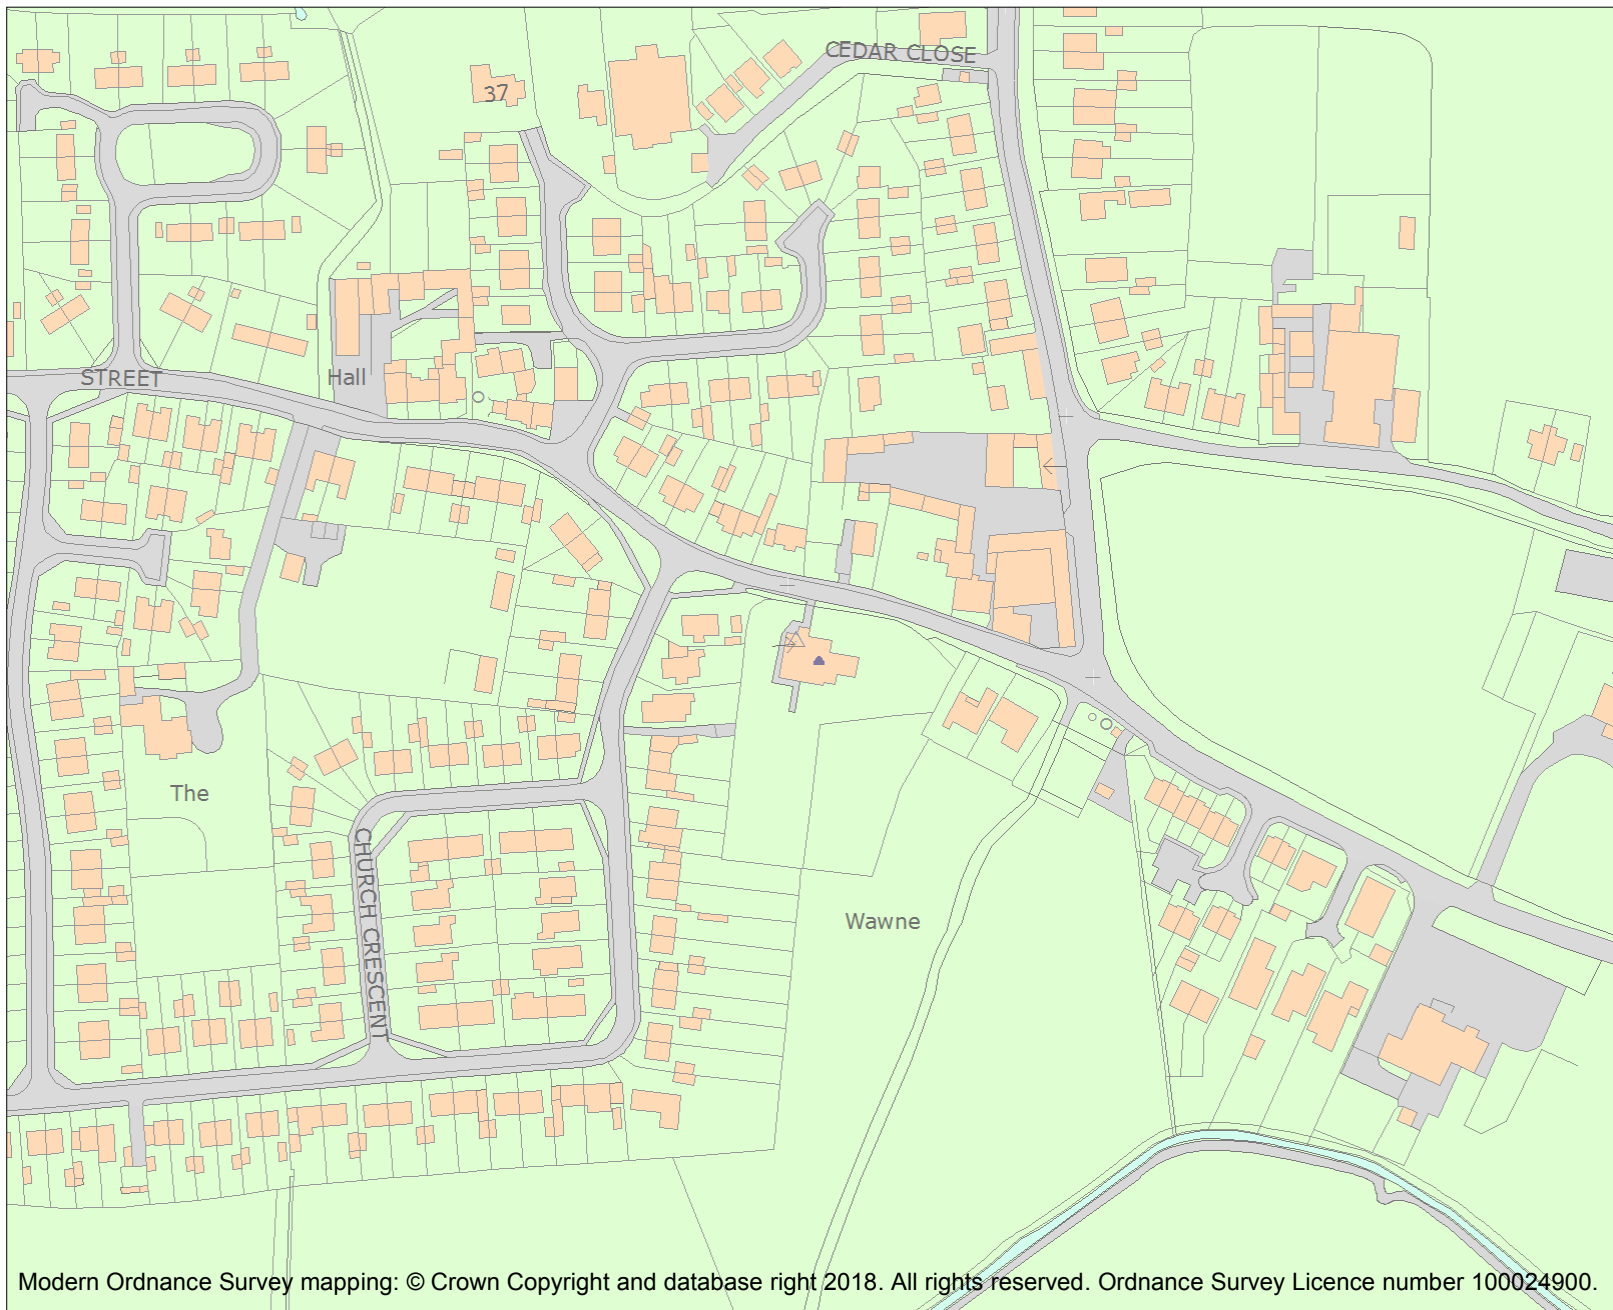 CEDAR CLOSE
37
STREET
Hall
The
CHURCH CRESCENT
Wawne
Modern Ordnance Survey mapping: © Crown Copyright and database right 2018. All rights reserved. Ordnance Survey Licence number 100024900.